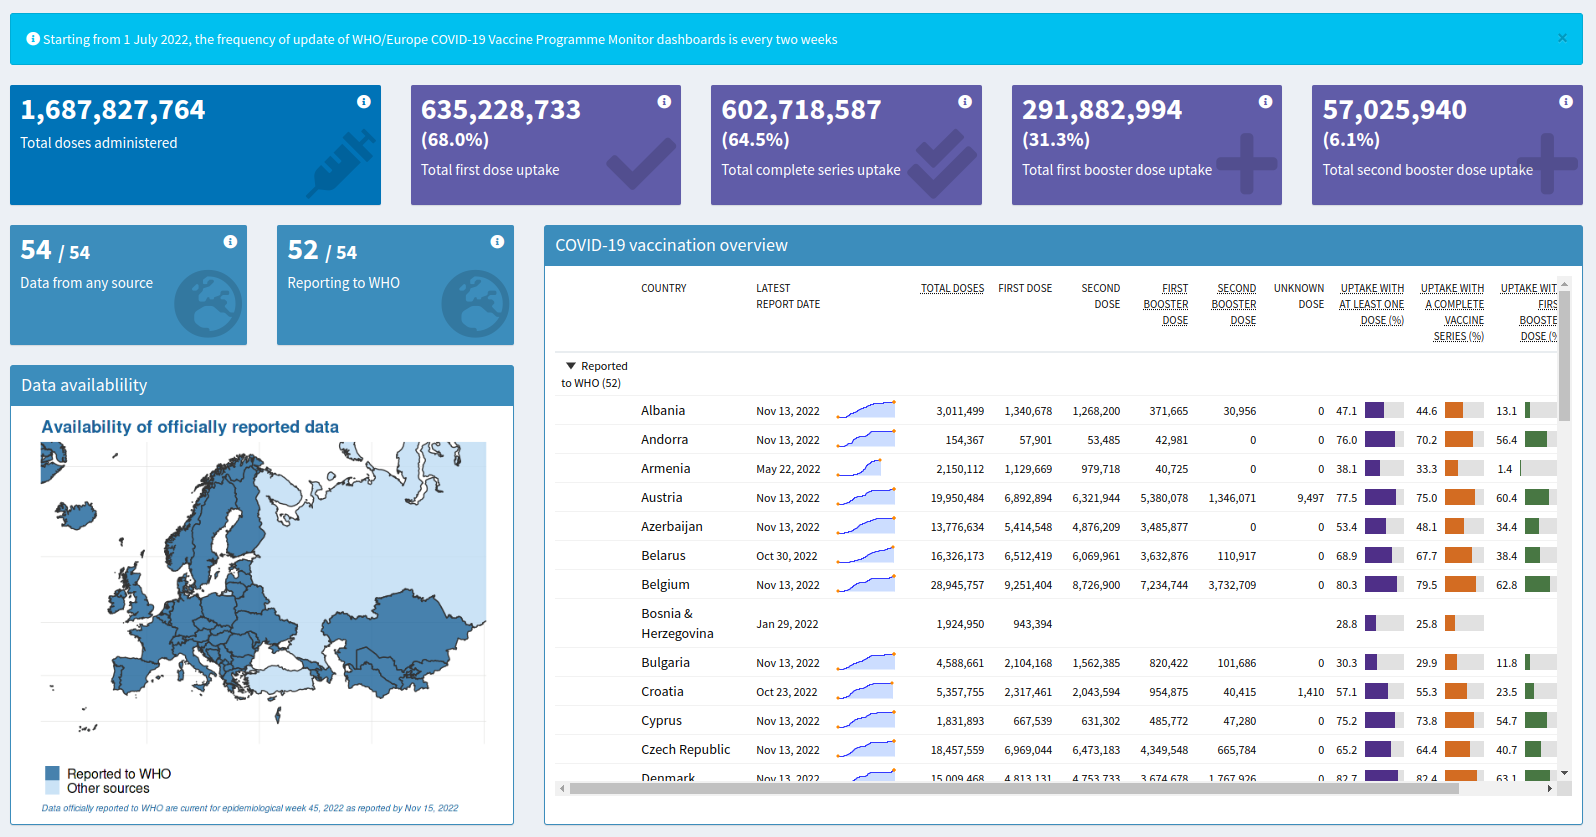 Starting from 1 July 2022, the frequency of update of WHO/Europe COVID-19 Vaccine Programme Monitor dashboards is every two weeks ×
1,687,827,764
Total doses administered
635,228,733
(68.0%)
Total first dose uptake
602,718,587
(64.5%)
Total complete series uptake
291,882,994
(31.3%)
Total first booster dose uptake
57,025,940
(6.1%)
Total second booster dose uptake
54 / 54
Data from any source
52 / 54
Reporting to WHO
Data availablility
Availability of officially reported data
Reported to WHO
Other sources
Data officially reported to WHO are current for epidemiological week 45, 2022 as reported by Nov 15, 2022
COVID-19 vaccination overview
COUNTRY LATEST TOTAL DOSES FIRST DOSE SECOND FIRST SECOND UNKNOWN UPTAKE WITH UPTAKE WITH UPTAKE WIT
REPORT DATE DOSE BOOSTER BOOSTER DOSE AT LEAST ONE A COMPLETE FIRS
DOSE DOSE DOSE (%) VACCINE BOOSTE
SERIES (%) DOSE (%
Reported
to WHO (52)
Albania Nov 13, 2022 3,011,499 1,340,678 1,268,200 371,665 30,956 0 47.1 44.6 13.1
Andorra Nov 13, 2022 154,367 57,901 53,485 42,981 0 0 76.0 70.2 56.4
Armenia May 22, 2022 2,150,112 1,129,669 979,718 40,725 0 0 38.1 33.3 1.4
Austria Nov 13, 2022 19,950,484 6,892,894 6,321,944 5,380,078 1,346,071 9,497 77.5 75.0 60.4
Azerbaijan Nov 13, 2022 13,776,634 5,414,548 4,876,209 3,485,877 0 0 53.4 48.1 34.4
Belarus Oct 30, 2022 16,326,173 6,512,419 6,069,961 3,632,876 110,917 0 68.9 67.7 38.4
Belgium Nov 13, 2022 28,945,757 9,251,404 8,726,900 7,234,744 3,732,709 0 80.3 79.5 62.8
Bosnia &
Herzegovina Jan 29, 2022 1,924,950 943,394 28.8 25.8
Bulgaria Nov 13, 2022 4,588,661 2,104,168 1,562,385 820,422 101,686 0 30.3 29.9 11.8
Croatia Oct 23, 2022 5,357,755 2,317,461 2,043,594 954,875 40,415 1,410 57.1 55.3 23.5
Cyprus Nov 13, 2022 1,831,893 667,539 631,302 485,772 47,280 0 75.2 73.8 54.7
Czech Republic Nov 13, 2022 18,457,559 6,969,044 6,473,183 4,349,548 665,784 0 65.2 64.4 40.7
Denmark Nov 13, 2022 15,009,468 4,813,131 4,753,733 3,674,678 1,767,926 0 82.7 82.4 63.1